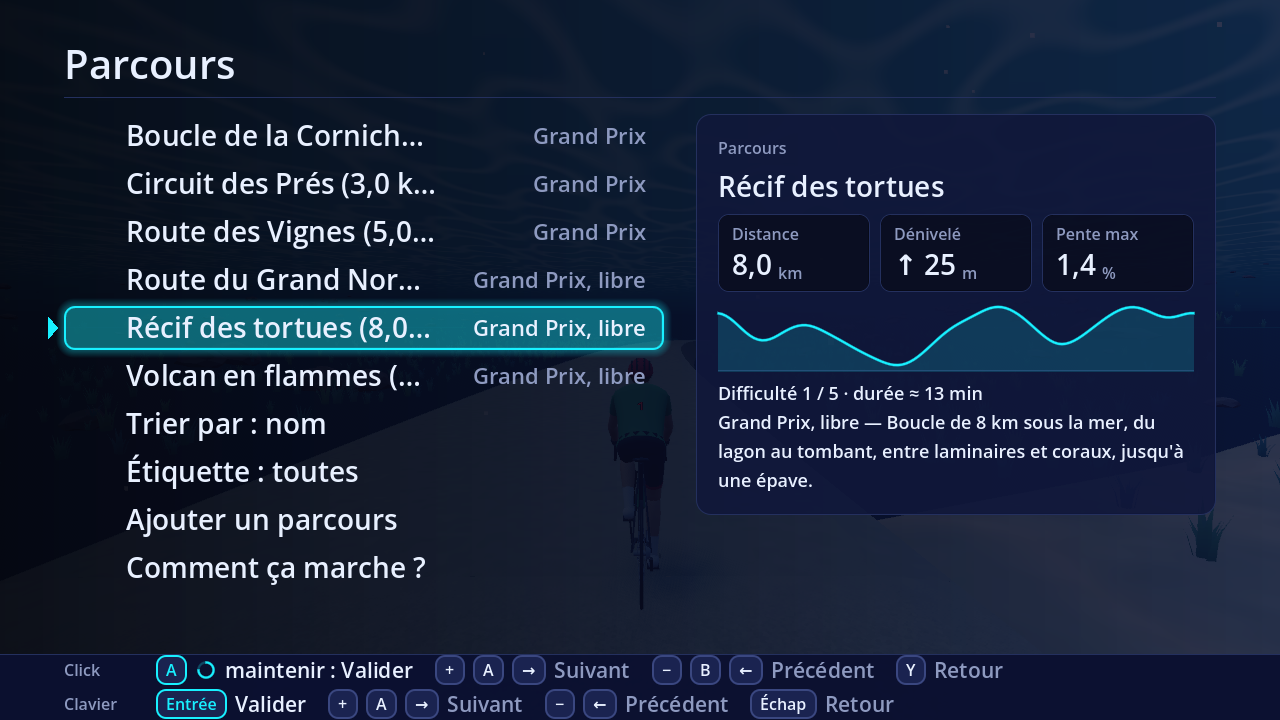 Parcours
Boucle de la Cornich... Grand Prix
Circuit des Prés (3,0 k... Grand Prix
Route des Vignes (5,0... Grand Prix
Route du Grand Nor... Grand Prix, libre
Récif des tortues (8,0... Grand Prix, libre
Volcan en flammes (... Grand Prix, libre
Trier par : nom
Étiquette : toutes
Ajouter un parcours
Comment ça marche ?
Parcours
Récif des tortues
Distance Dénivelé Pente max
8,0 km ↑ 25 m 1,4 %
Difficulté 1 / 5 · durée ≈ 13 min
Grand Prix, libre — Boucle de 8 km sous la mer, du
lagon au tombant, entre laminaires et coraux, jusqu'à
une épave.
Click A maintenir : Valider + A → Suivant − B ← Précédent Y Retour
Clavier Entrée Valider + A → Suivant − ← Précédent Échap Retour